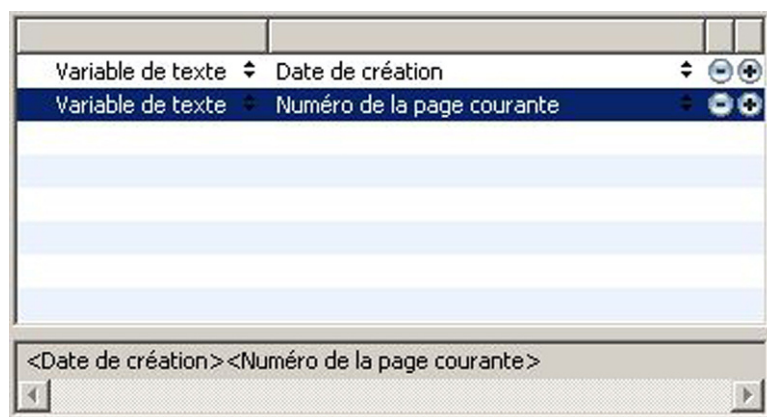 Variable de texte Date de création
Variable de texte Numéro de la page courante
<Date de création><Numéro de la page courante>